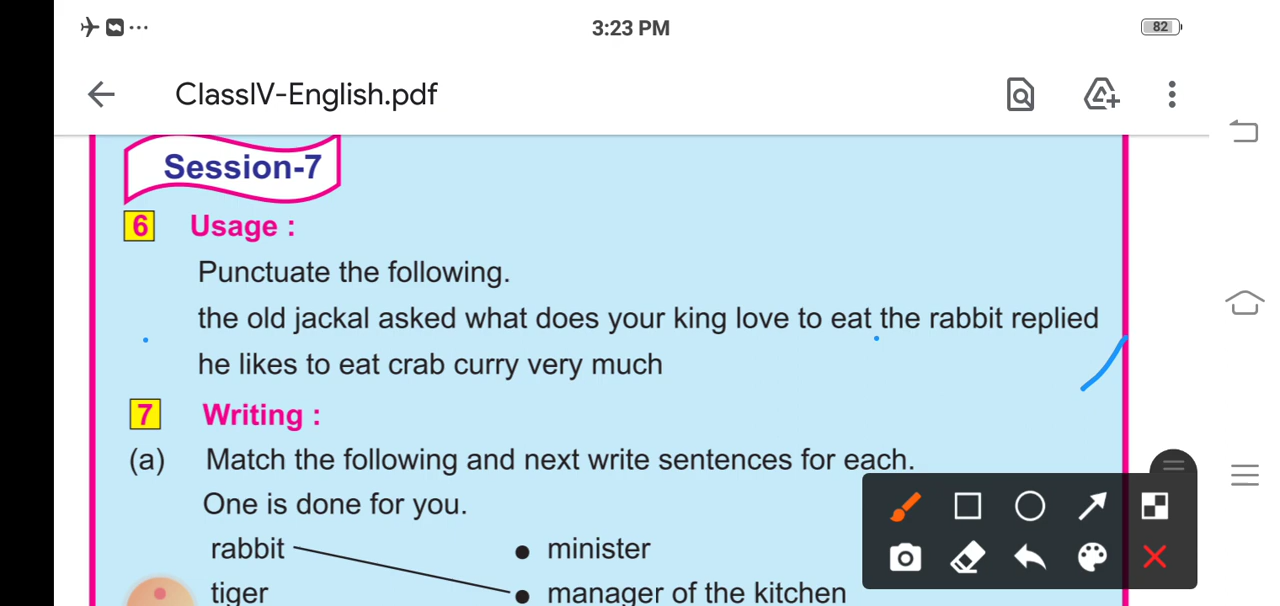 3:23 PM
82
ClassIV-English.pdf
Session-7
6 Usage :
Punctuate the following.
the old jackal asked what does your king love to eat the rabbit replied
he likes to eat crab curry very much
7 Writing :
(a) Match the following and next write sentences for each.
One is done for you.
rabbit ● minister
tiger ● manager of the kitchen